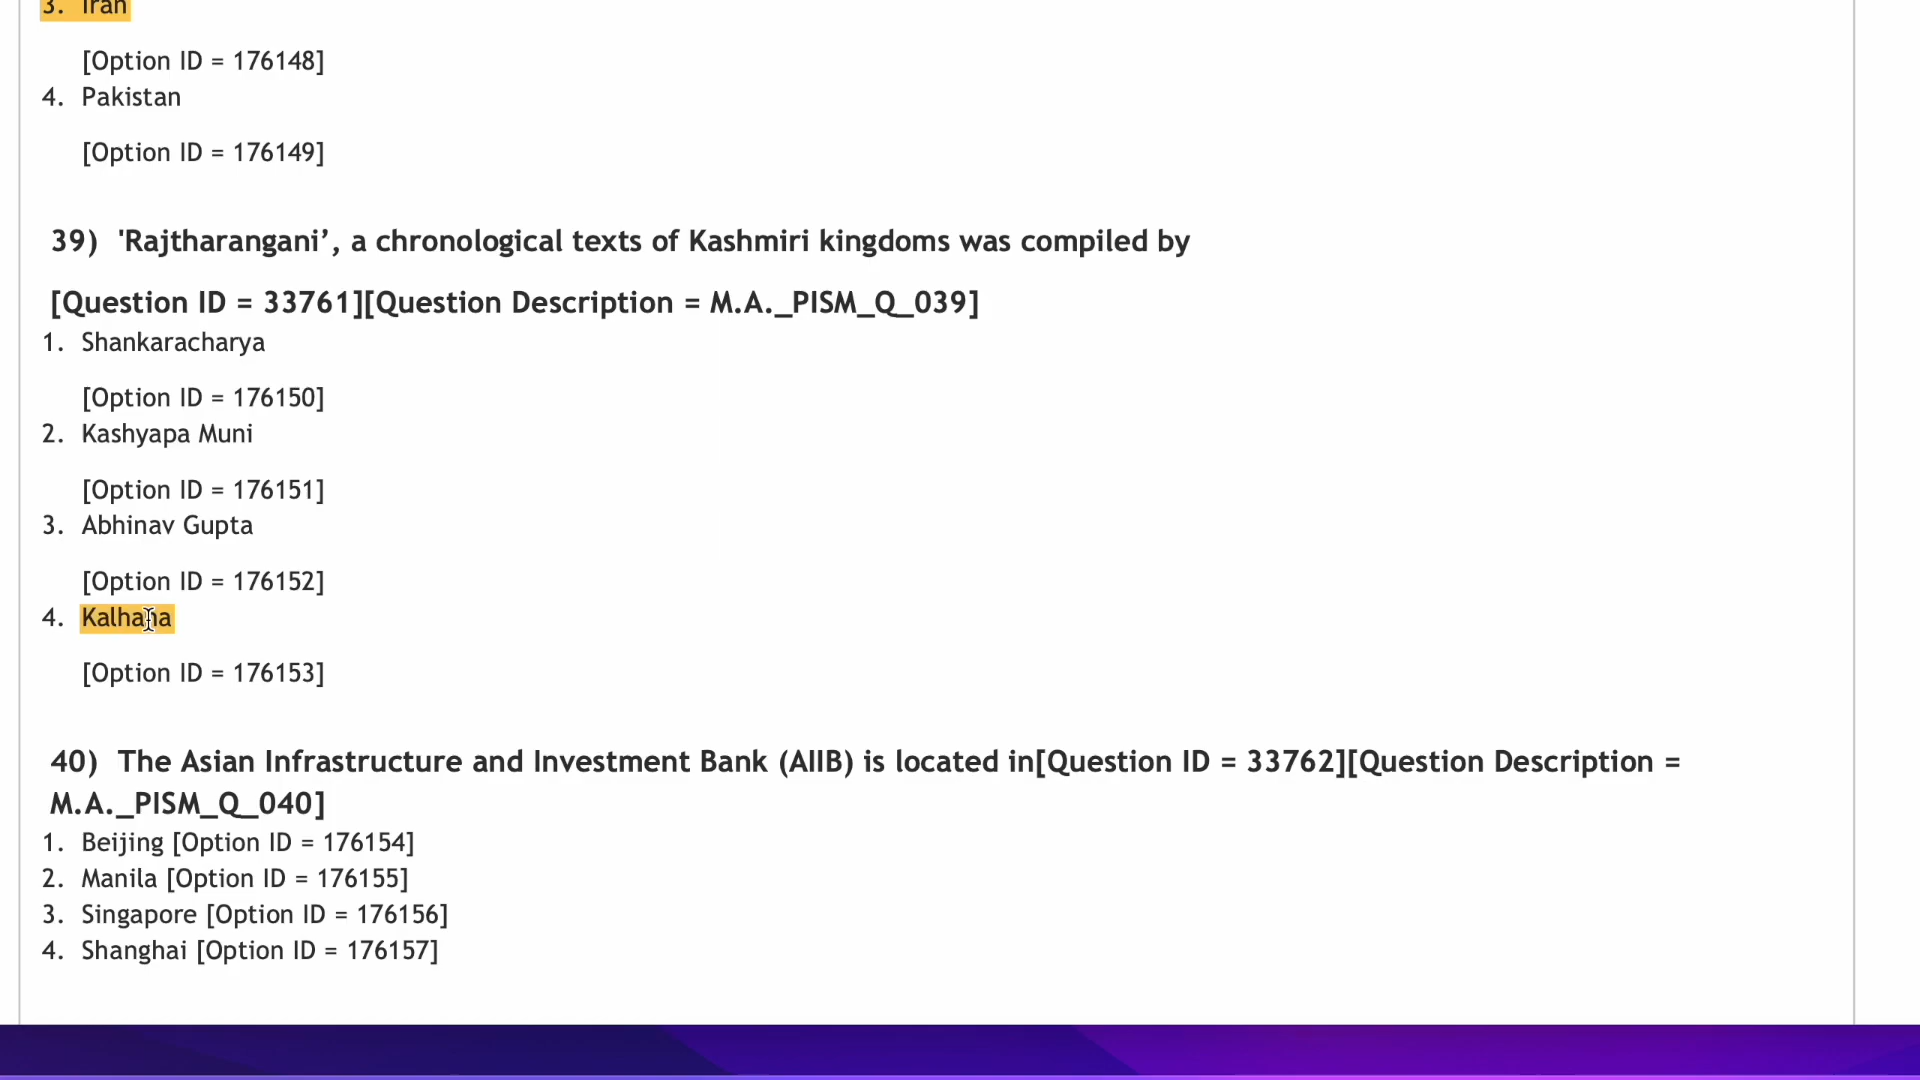 3. Iran
[Option ID = 176148]
4. Pakistan
[Option ID = 176149]
39) 'Rajtharangani’, a chronological texts of Kashmiri kingdoms was compiled by
[Question ID = 33761][Question Description = M.A._PISM_Q_039]
1. Shankaracharya
[Option ID = 176150]
2. Kashyapa Muni
[Option ID = 176151]
3. Abhinav Gupta
[Option ID = 176152]
4. Kalhana
[Option ID = 176153]
40) The Asian Infrastructure and Investment Bank (AIIB) is located in[Question ID = 33762][Question Description =
M.A._PISM_Q_040]
1. Beijing [Option ID = 176154]
2. Manila [Option ID = 176155]
3. Singapore [Option ID = 176156]
4. Shanghai [Option ID = 176157]